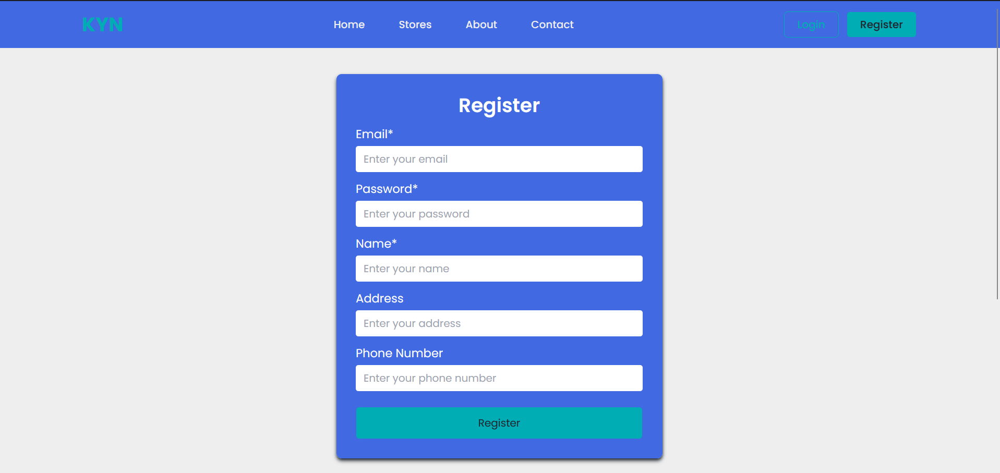 KYN
Home
Stores
About
Contact
Login
Register
Register
Email*
Enter your email
Password*
Enter your password
Name*
Enter your name
Address
Enter your address
Phone Number
Enter your phone number
Register